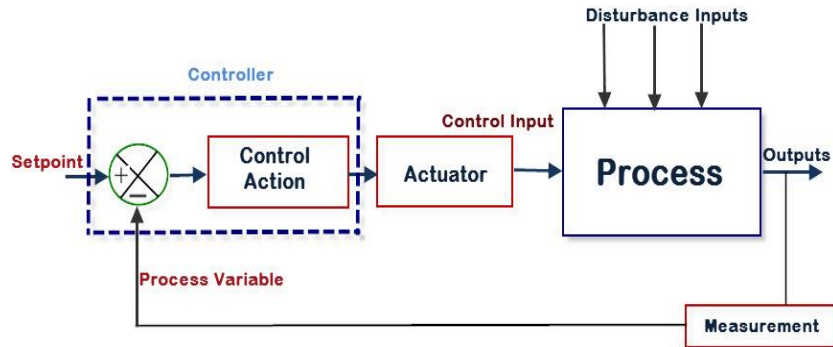 Disturbance Inputs
Controller
Control Input
Setpoint
+
−
Control
Action
Actuator
Process
Outputs
Process Variable
Measurement